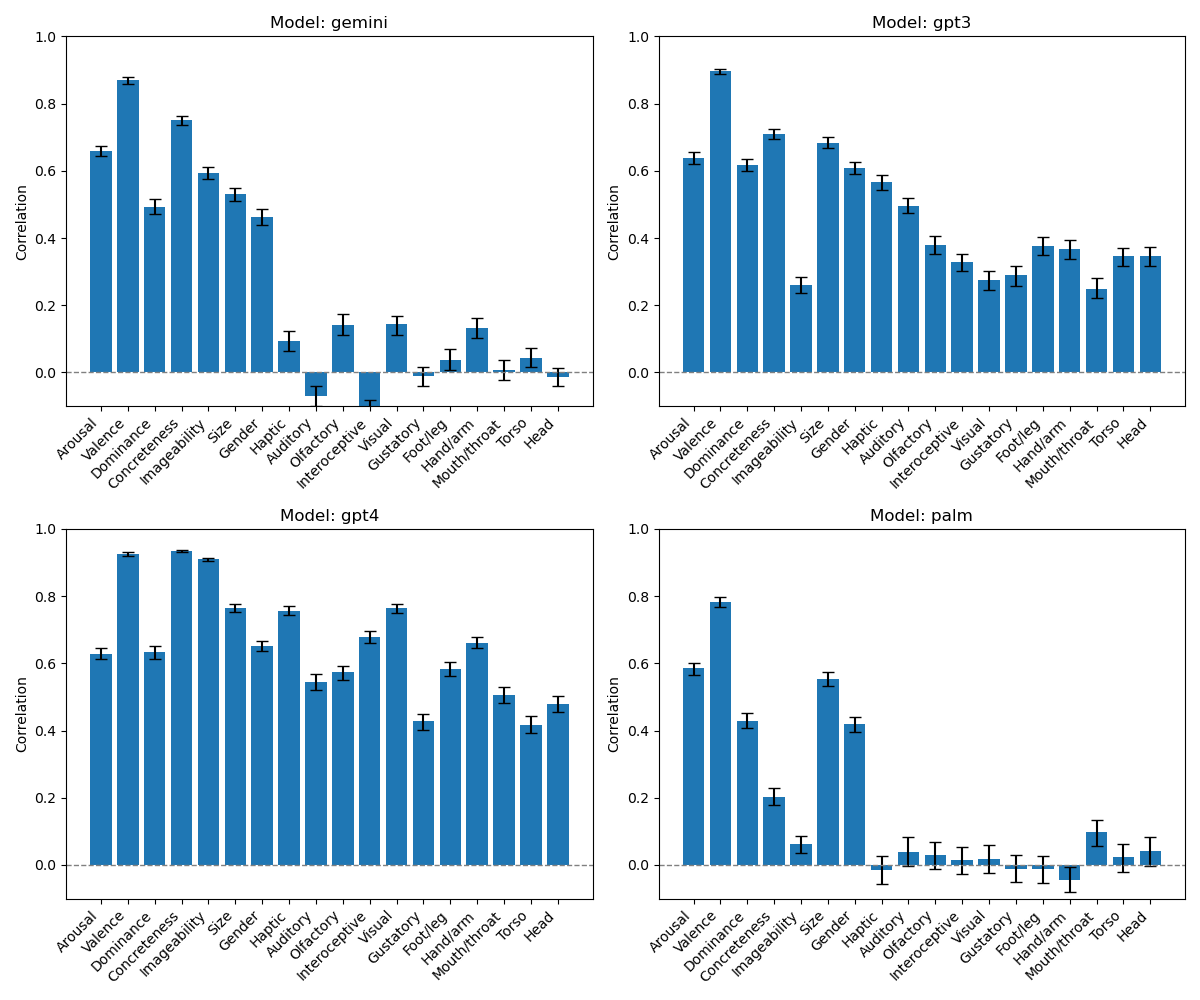 Model: gemini
Correlation
1.0
0.8
0.6
0.4
0.2
0.0
Arousal
Valence
Dominance
Concreteness
Imageability
Size
Gender
Haptic
Auditory
Olfactory
Interoceptive
Visual
Gustatory
Foot/leg
Hand/arm
Mouth/throat
Torso
Head
Model: gpt3
Correlation
1.0
0.8
0.6
0.4
0.2
0.0
Arousal
Valence
Dominance
Concreteness
Imageability
Size
Gender
Haptic
Auditory
Olfactory
Interoceptive
Visual
Gustatory
Foot/leg
Hand/arm
Mouth/throat
Torso
Head
Model: gpt4
Correlation
1.0
0.8
0.6
0.4
0.2
0.0
Arousal
Valence
Dominance
Concreteness
Imageability
Size
Gender
Haptic
Auditory
Olfactory
Interoceptive
Visual
Gustatory
Foot/leg
Hand/arm
Mouth/throat
Torso
Head
Model: palm
Correlation
1.0
0.8
0.6
0.4
0.2
0.0
Arousal
Valence
Dominance
Concreteness
Imageability
Size
Gender
Haptic
Auditory
Olfactory
Interoceptive
Visual
Gustatory
Foot/leg
Hand/arm
Mouth/throat
Torso
Head